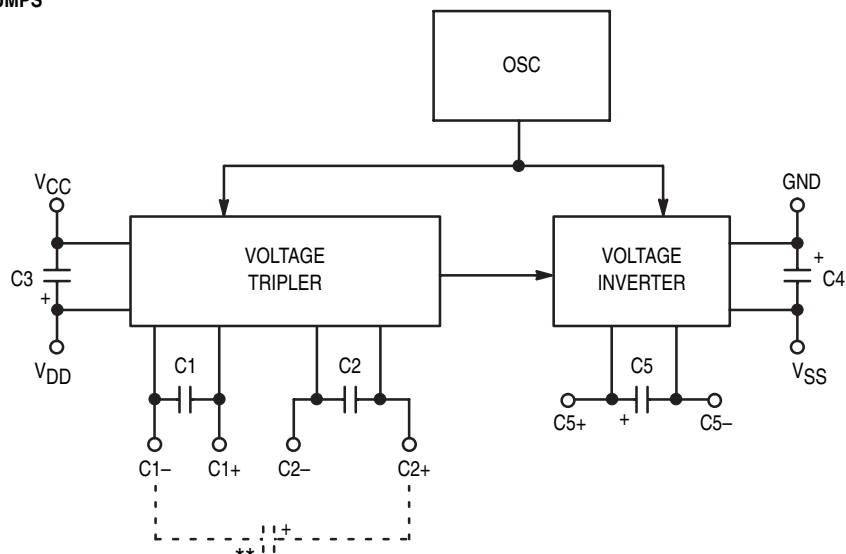 OSC
VCC
GND
VOLTAGE
TRIPLER
VOLTAGE
INVERTER
C3
+
+
C4
VDD
VSS
C1
C2
C5
C5+
+
C5–
C1–
C1+
C2–
C2+
+
**